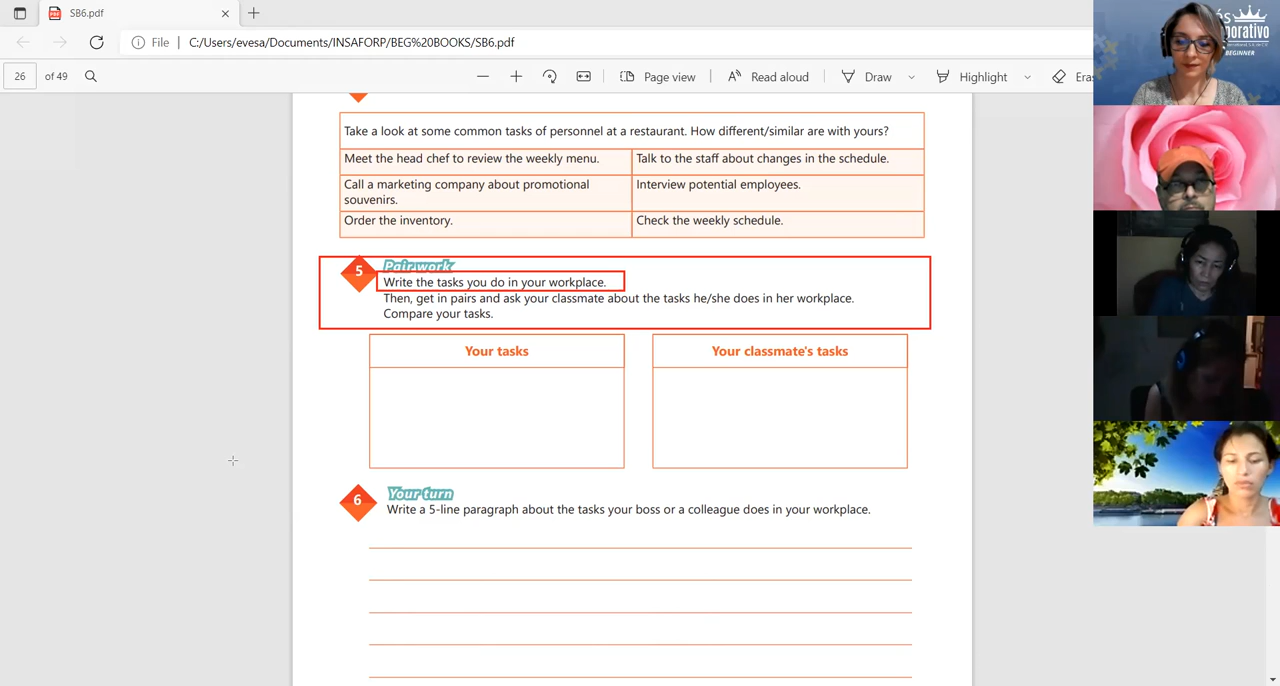 SB6.pdf
File
C:/Users/evesa/Documents/INSAFORP/BEG%20BOOKS/SB6.pdf
26
of 49
Page view
Read aloud
Draw
Highlight
Take a look at some common tasks of personnel at a restaurant. How different/similar are with yours?
Meet the head chef to review the weekly menu.
Talk to the staff about changes in the schedule.
Call a marketing company about promotional
souvenirs.
Interview potential employees.
Order the inventory.
Check the weekly schedule.
5
Pair work
Write the tasks you do in your workplace.
Then, get in pairs and ask your classmate about the tasks he/she does in her workplace.
Compare your tasks.
Your tasks
Your classmate's tasks
6
Your turn
Write a 5-line paragraph about the tasks your boss or a colleague does in your workplace.
BEGINNER